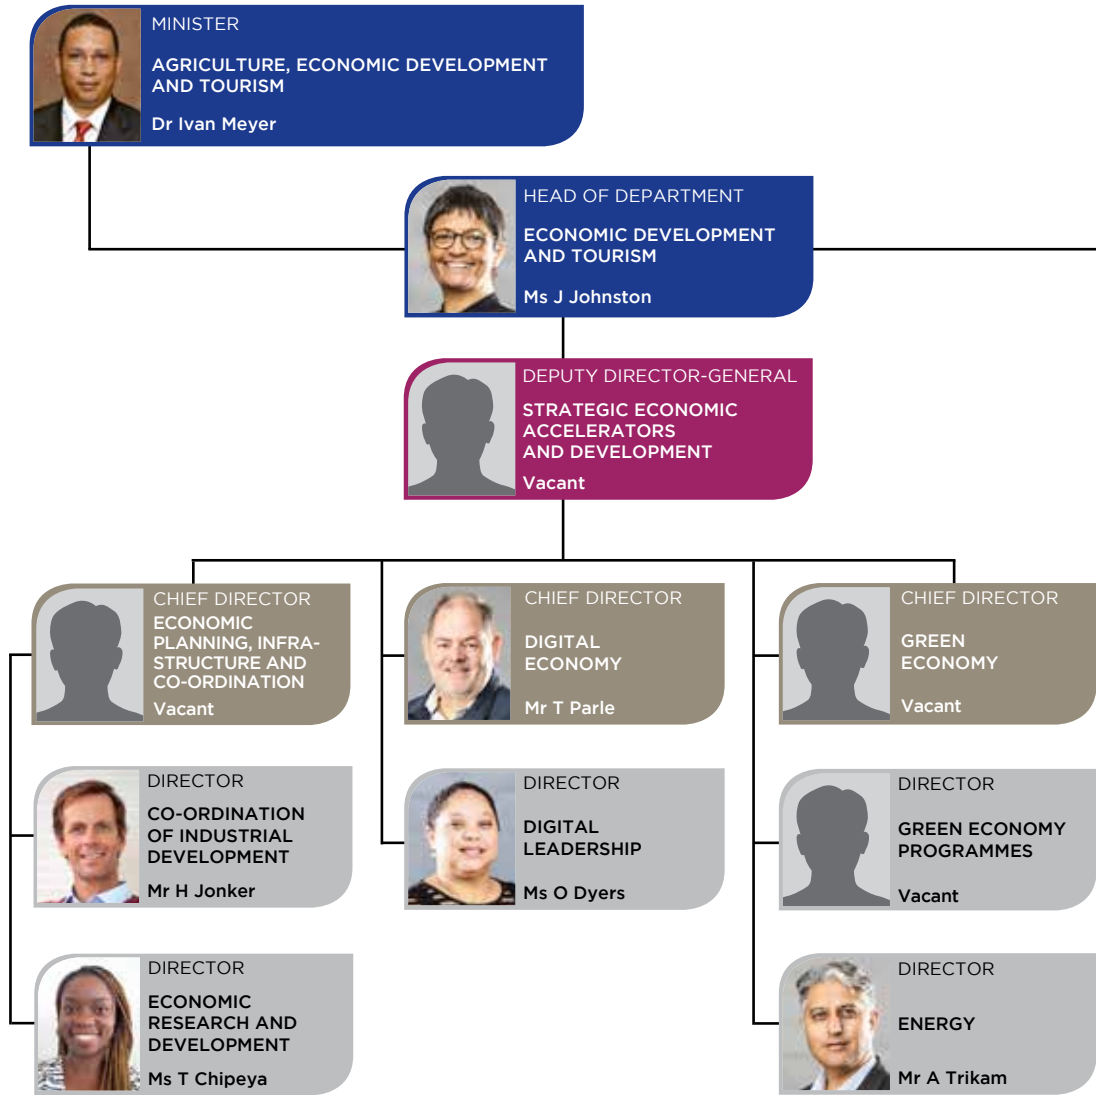 MINISTER
AGRICULTURE, ECONOMIC DEVELOPMENT
AND TOURISM
Dr Ivan Meyer
HEAD OF DEPARTMENT
ECONOMIC DEVELOPMENT
AND TOURISM
Ms J Johnston
DEPUTY DIRECTOR-GENERAL
STRATEGIC ECONOMIC
ACCELERATORS
AND DEVELOPMENT
Vacant
CHIEF DIRECTOR
ECONOMIC
PLANNING, INFRA-
STRUCTURE AND
CO-ORDINATION
Vacant
CHIEF DIRECTOR
DIGITAL
ECONOMY
Mr T Parle
CHIEF DIRECTOR
GREEN
ECONOMY
Vacant
DIRECTOR
CO-ORDINATION
OF INDUSTRIAL
DEVELOPMENT
Mr H Jonker
DIRECTOR
DIGITAL
LEADERSHIP
Ms O Dyers
DIRECTOR
GREEN ECONOMY
PROGRAMMES
Vacant
DIRECTOR
ECONOMIC
RESEARCH AND
DEVELOPMENT
Ms T Chipeya
DIRECTOR
ENERGY
Mr A Trikam